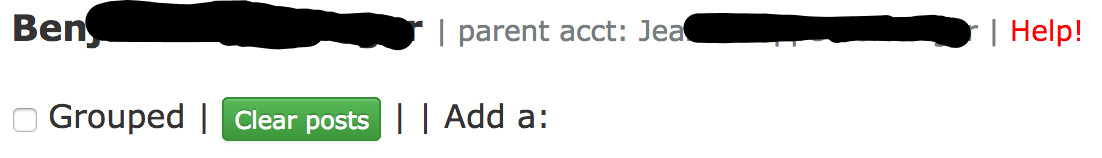 | parent acct: | Help!
Grouped | Clear posts | | Add a: